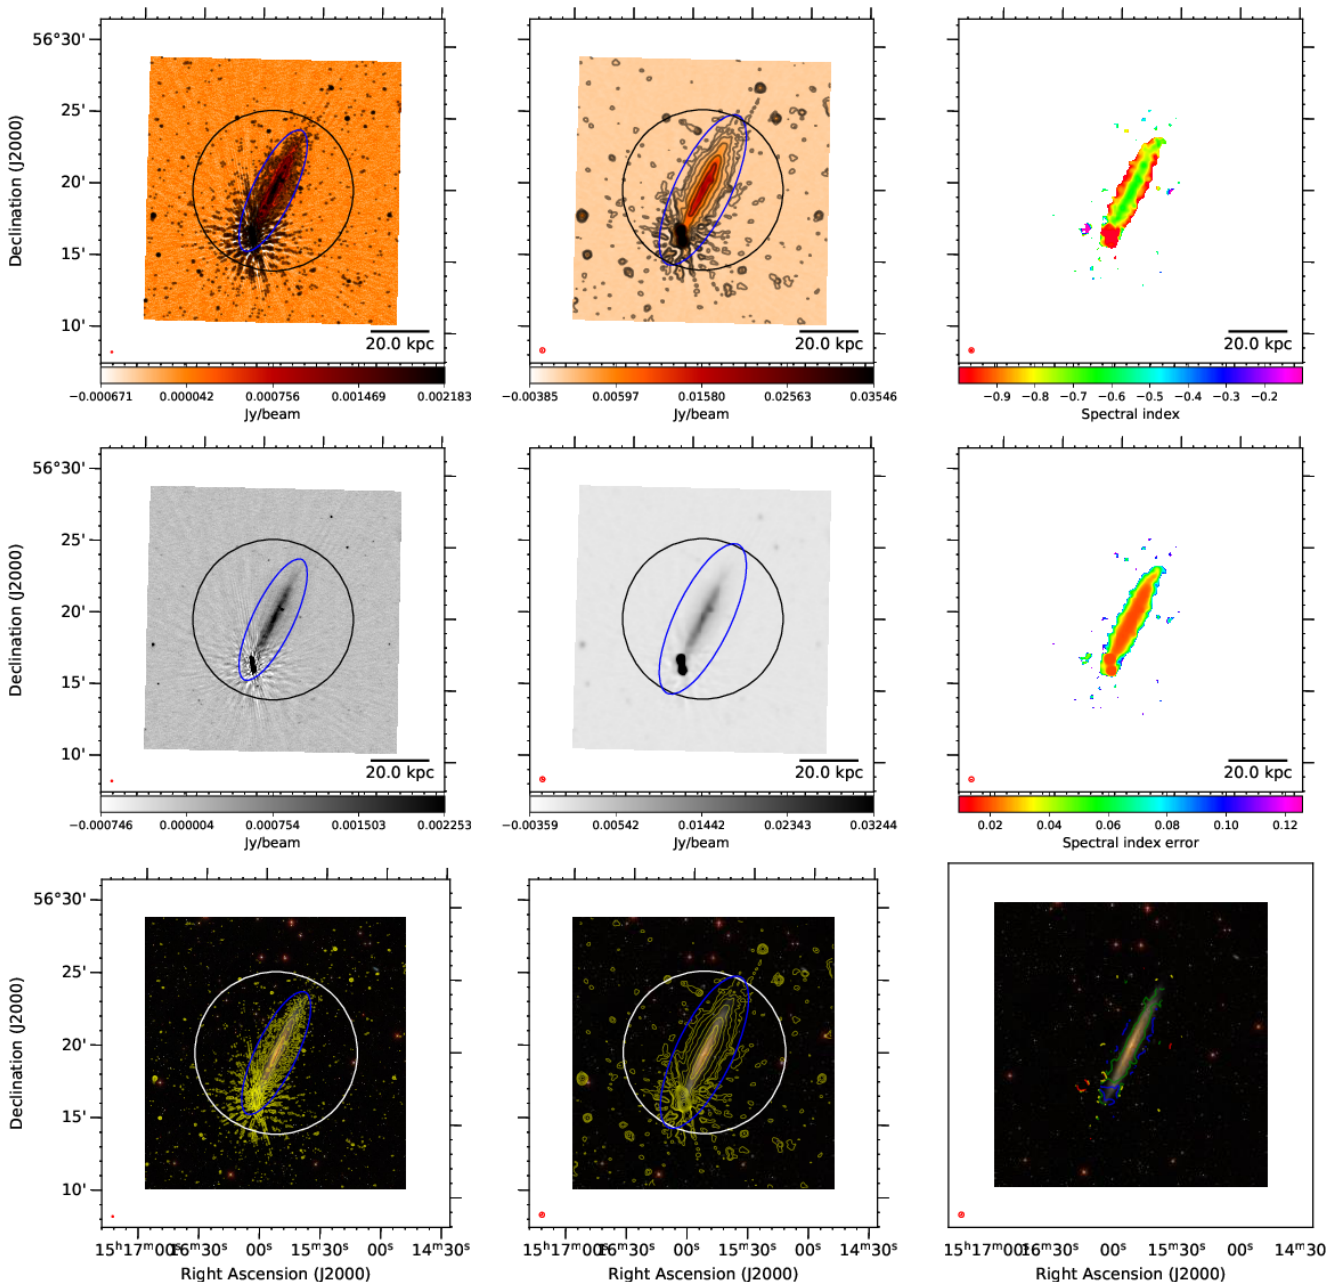 56°30'
25'
20'
15'
10'
Declination (J2000)
20.0 kpc
20.0 kpc
20.0 kpc
−0.000671 0.000042 0.000756 0.001469 0.002183
−0.00385 0.00597 0.01580 0.02563 0.03546
−0.9 −0.8 −0.7 −0.6 −0.5 −0.4 −0.3 −0.2
Jy/beam
Jy/beam
Spectral index
56°30'
25'
20'
15'
10'
Declination (J2000)
20.0 kpc
20.0 kpc
20.0 kpc
−0.000746 0.000004 0.000754 0.001503 0.002253
−0.00359 0.00542 0.01442 0.02343 0.03244
0.02 0.04 0.06 0.08 0.10 0.12
Jy/beam
Jy/beam
Spectral index error
56°30'
25'
20'
15'
10'
Declination (J2000)
15h17m00s 16m30s 00s 15m30s 00s 14m30s
15h17m00s 16m30s 00s 15m30s 00s 14m30s
15h17m00s 16m30s 00s 15m30s 00s 14m30s
Right Ascension (J2000)
Right Ascension (J2000)
Right Ascension (J2000)